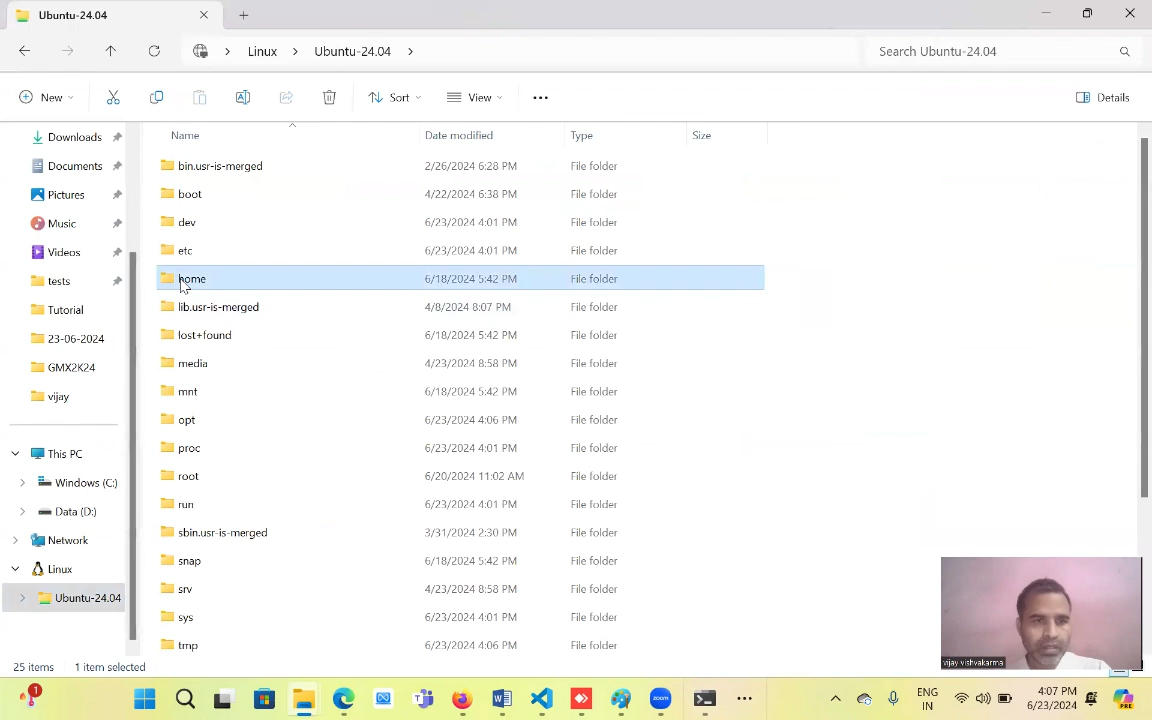 Ubuntu-24.04
Linux
Ubuntu-24.04
Search Ubuntu-24.04
New
Sort
View
Details
Name
Date modified
Type
Size
Downloads
Documents
Pictures
Music
Videos
tests
Tutorial
23-06-2024
GMX2K24
vijay
This PC
Windows (C:)
Data (D:)
Network
Linux
Ubuntu-24.04
bin.usr-is-merged 2/26/2024 6:28 PM File folder
boot 4/22/2024 6:38 PM File folder
dev 6/23/2024 4:01 PM File folder
etc 6/23/2024 4:01 PM File folder
home 6/18/2024 5:42 PM File folder
lib.usr-is-merged 4/8/2024 8:07 PM File folder
lost+found 6/18/2024 5:42 PM File folder
media 4/23/2024 8:58 PM File folder
mnt 6/18/2024 5:42 PM File folder
opt 6/23/2024 4:06 PM File folder
proc 6/23/2024 4:01 PM File folder
root 6/20/2024 11:02 AM File folder
run 6/23/2024 4:01 PM File folder
sbin.usr-is-merged 3/31/2024 2:30 PM File folder
snap 6/18/2024 5:42 PM File folder
srv 4/23/2024 8:58 PM File folder
sys 6/23/2024 4:01 PM File folder
tmp 6/23/2024 4:06 PM File folder
vijay vishvakarma
25 items 1 item selected
1
zoom
ENG
IN
4:07 PM
6/23/2024
PRE